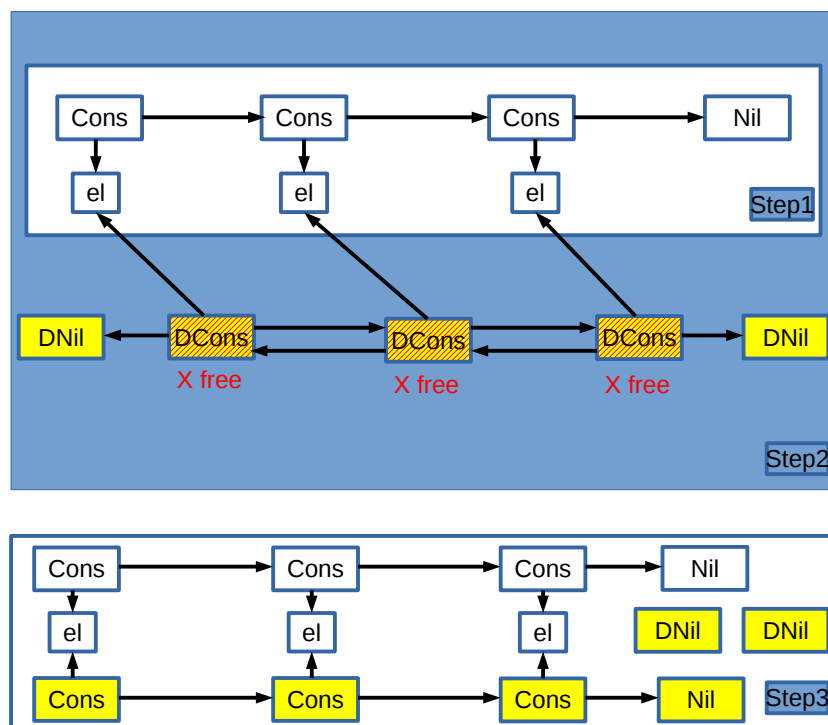 Cons Cons Cons Nil
el el el
Step1
DNil DCons DCons DCons DNil
X free X free X free
Step2
Cons Cons Cons Nil
el el el DNil DNil
Cons Cons Cons Nil Step3